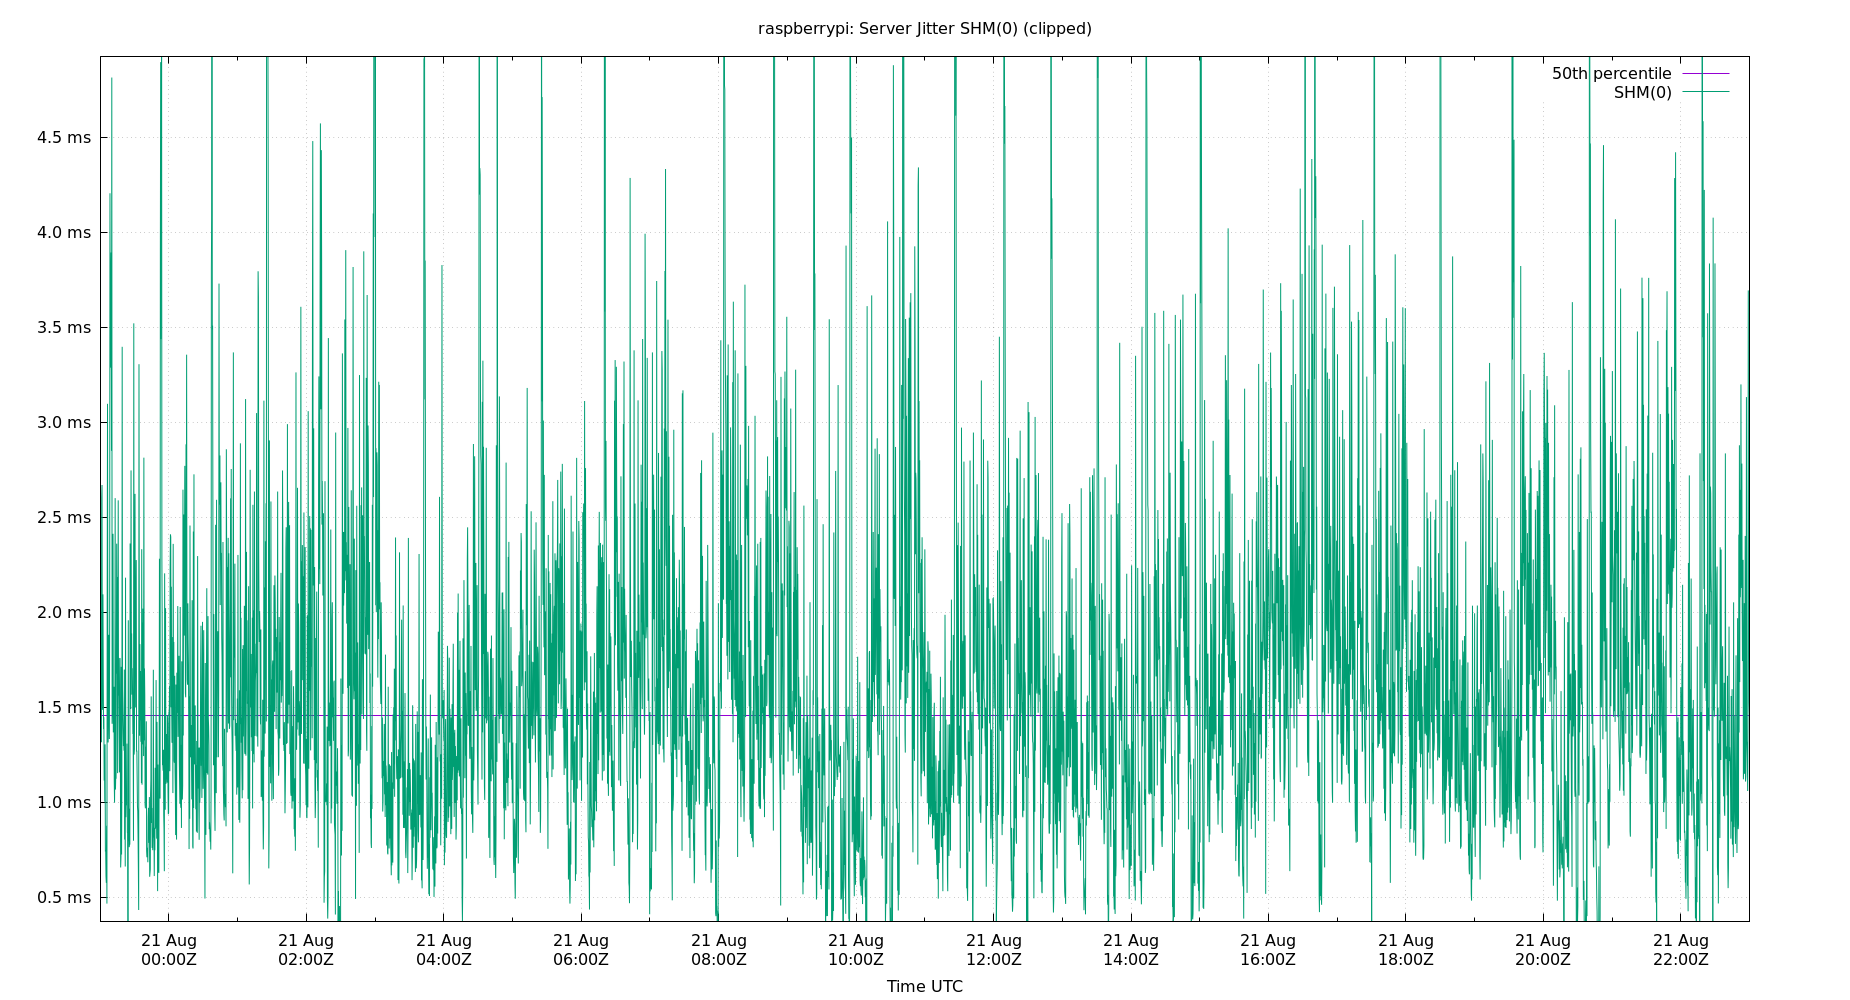 raspberrypi: Server Jitter SHM(0) (clipped)
50th percentile
SHM(0)
4.5 ms
4.0 ms
3.5 ms
3.0 ms
2.5 ms
2.0 ms
1.5 ms
1.0 ms
0.5 ms
21 Aug 21 Aug 21 Aug 21 Aug 21 Aug 21 Aug 21 Aug 21 Aug 21 Aug 21 Aug 21 Aug 21 Aug
00:00Z 02:00Z 04:00Z 06:00Z 08:00Z 10:00Z 12:00Z 14:00Z 16:00Z 18:00Z 20:00Z 22:00Z
Time UTC